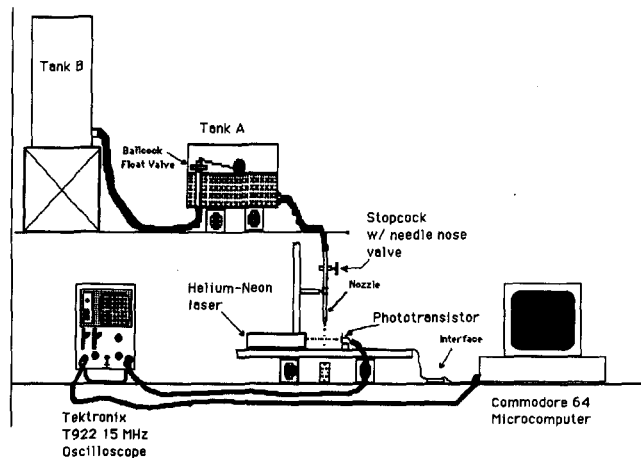 Tank B
Tank A
Ballcock
Float Valve
Stopcock
w/ needle nose
valve
Nozzle
Helium-Neon
laser
Phototransistor
Interface
Tektronix
T922 15 MHz
Oscilloscope
Commodore 64
Microcomputer